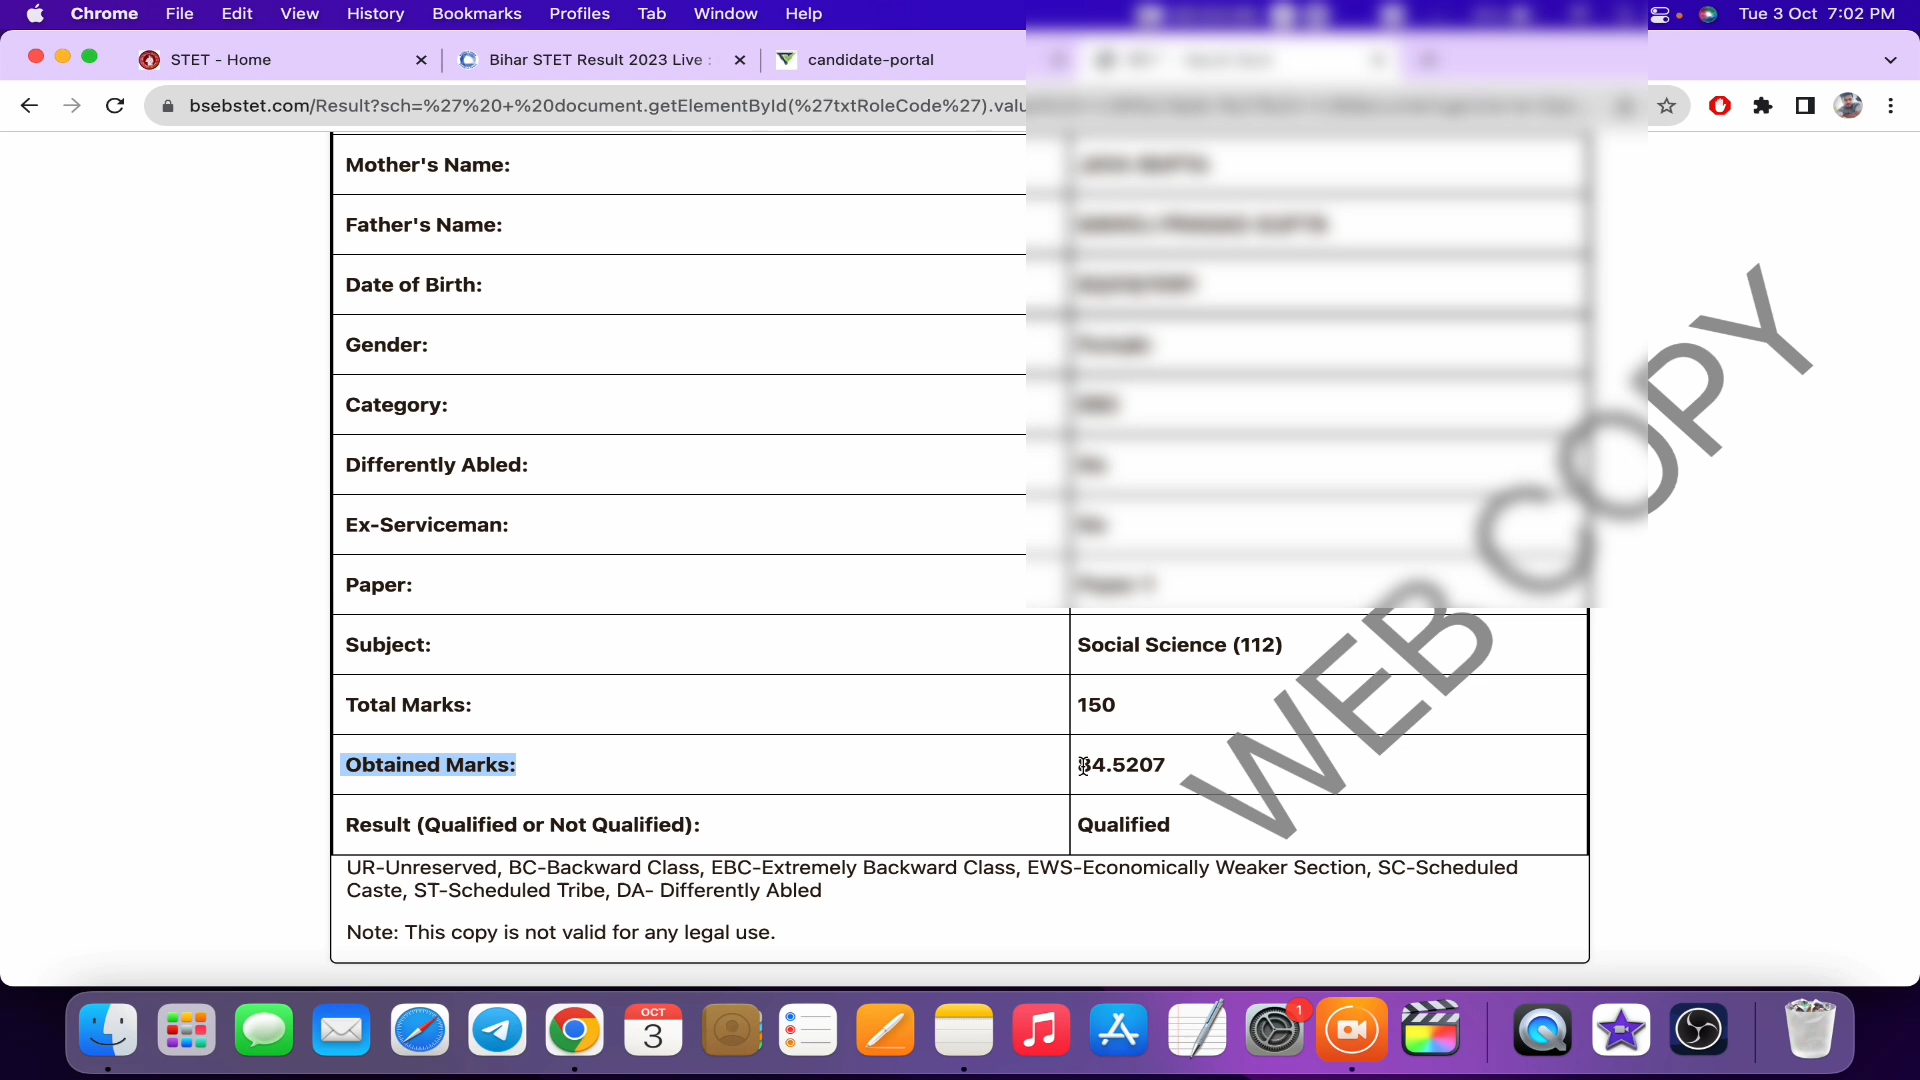 Chrome File Edit View History Bookmarks Profiles Tab Window Help Tue 3 Oct 7:02 PM
STET - Home Bihar STET Result 2023 Live : candidate-portal
bsebstet.com/Result?sch=%27%20+%20document.getElementById(%27txtRoleCode%27).valu
Mother's Name:
Father's Name:
Date of Birth:
Gender:
Category:
Differently Abled:
Ex-Serviceman:
Paper:
Subject: Social Science (112)
Total Marks: 150
Obtained Marks:
Result (Qualified or Not Qualified): Qualified
UR-Unreserved, BC-Backward Class, EBC-Extremely Backward Class, EWS-Economically Weaker Section, SC-Scheduled
Caste, ST-Scheduled Tribe, DA- Differently Abled
Note: This copy is not valid for any legal use.
WEB COPY
OCT
3
1